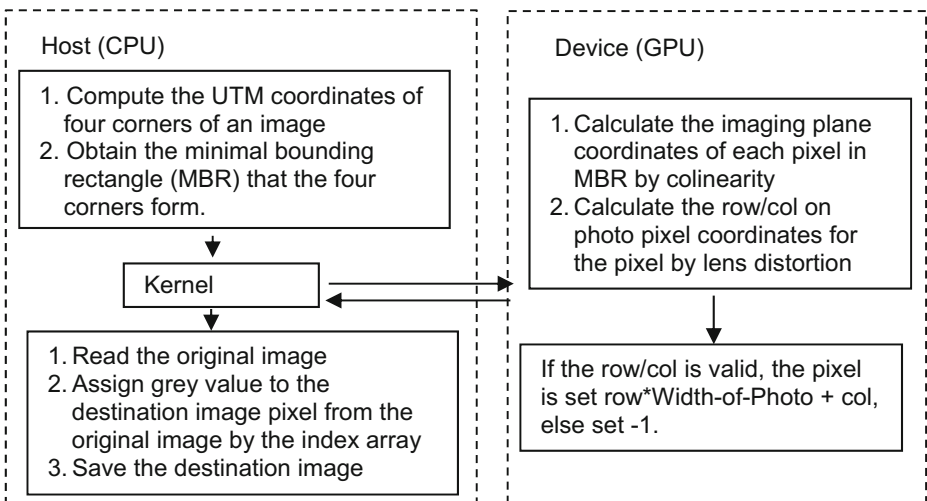 Host (CPU)
1. Compute the UTM coordinates of
four corners of an image
2. Obtain the minimal bounding
rectangle (MBR) that the four
corners form.
Kernel
1. Read the original image
2. Assign grey value to the
destination image pixel from the
original image by the index array
3. Save the destination image
Device (GPU)
1. Calculate the imaging plane
coordinates of each pixel in
MBR by colinearity
2. Calculate the row/col on
photo pixel coordinates for
the pixel by lens distortion
If the row/col is valid, the pixel
is set row*Width-of-Photo + col,
else set -1.